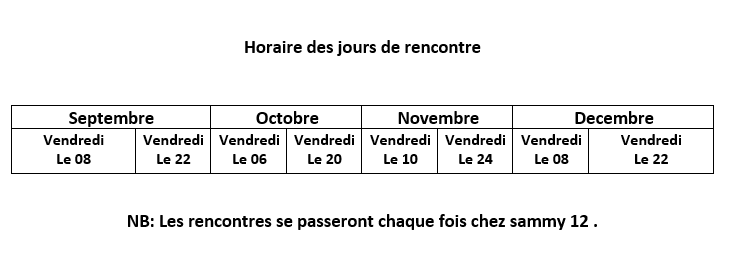 Horaire des jours de rencontre
Septembre Octobre Novembre Decembre
Vendredi Vendredi Vendredi Vendredi Vendredi Vendredi Vendredi Vendredi
Le 08 Le 22 Le 06 Le 20 Le 10 Le 24 Le 08 Le 22
NB: Les rencontres se passeront chaque fois chez sammy 12 .